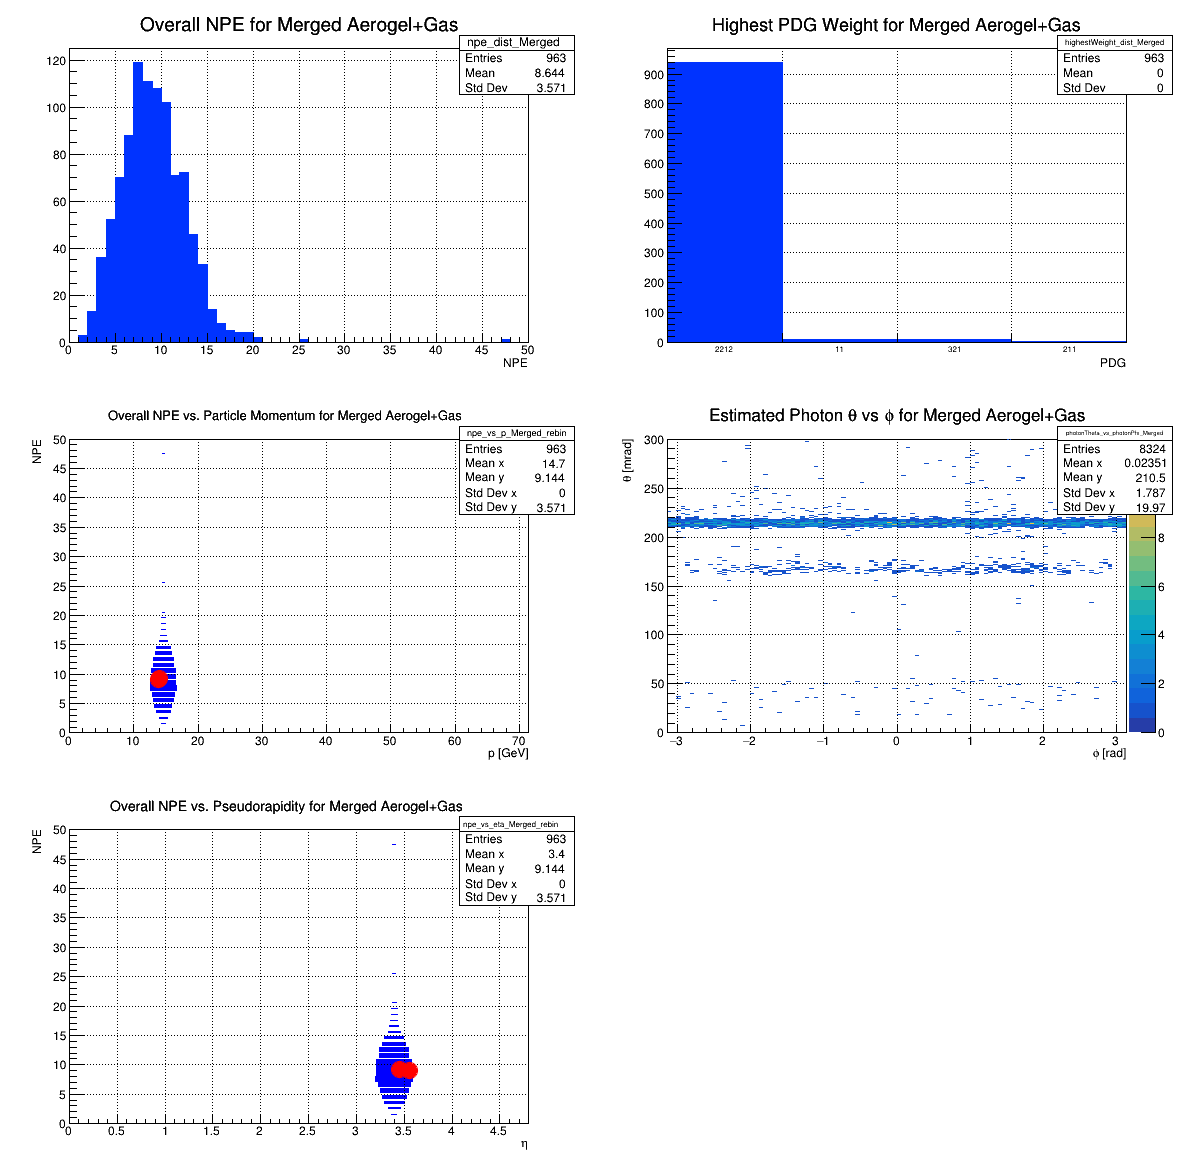 Overall NPE for Merged Aerogel+Gas
npe_dist_Merged
Entries 963
Mean 8.644
Std Dev 3.571
120
100
80
60
40
20
0
0 5 10 15 20 25 30 35 40 45 50
NPE
Highest PDG Weight for Merged Aerogel+Gas
highestWeight_dist_Merged
Entries 963
Mean 0
Std Dev 0
900
800
700
600
500
400
300
200
100
0
2212 11 321 211
PDG
Overall NPE vs. Particle Momentum for Merged Aerogel+Gas
npe_vs_p_Merged_rebin
Entries 963
Mean x 14.7
Mean y 9.144
Std Dev x 0
Std Dev y 3.571
NPE
50
45
40
35
30
25
20
15
10
5
0
0 10 20 30 40 50 60 70
p [GeV]
Estimated Photon θ vs ϕ for Merged Aerogel+Gas
photonTheta_vs_photonPhi_Merged
Entries 8324
Mean x 0.02351
Mean y 210.5
Std Dev x 1.787
Std Dev y 19.97
θ [mrad]
300
250
200
150
100
50
0
−3 −2 −1 0 1 2 3
ϕ [rad]
8
6
4
2
0
Overall NPE vs. Pseudorapidity for Merged Aerogel+Gas
npe_vs_eta_Merged_rebin
Entries 963
Mean x 3.4
Mean y 9.144
Std Dev x 0
Std Dev y 3.571
NPE
50
45
40
35
30
25
20
15
10
5
0
0 0.5 1 1.5 2 2.5 3 3.5 4 4.5
η